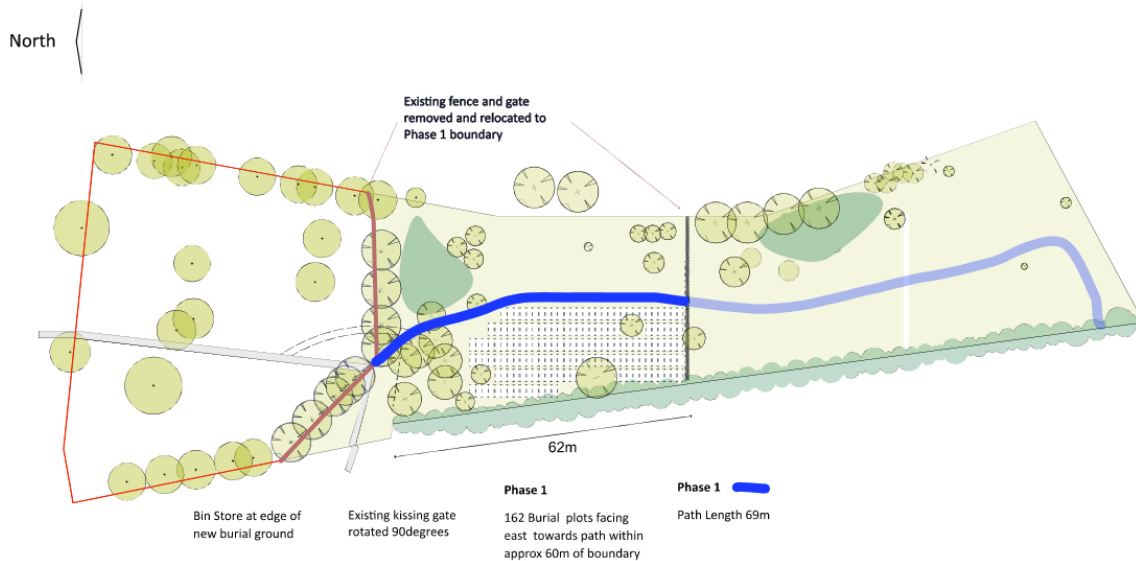 North
Existing fence and gate
removed and relocated to
Phase 1 boundary
62m
Bin Store at edge of
new burial ground
Existing kissing gate
rotated 90degrees
Phase 1
162 Burial plots facing
east towards path within
approx 60m of boundary
Phase 1
Path Length 69m